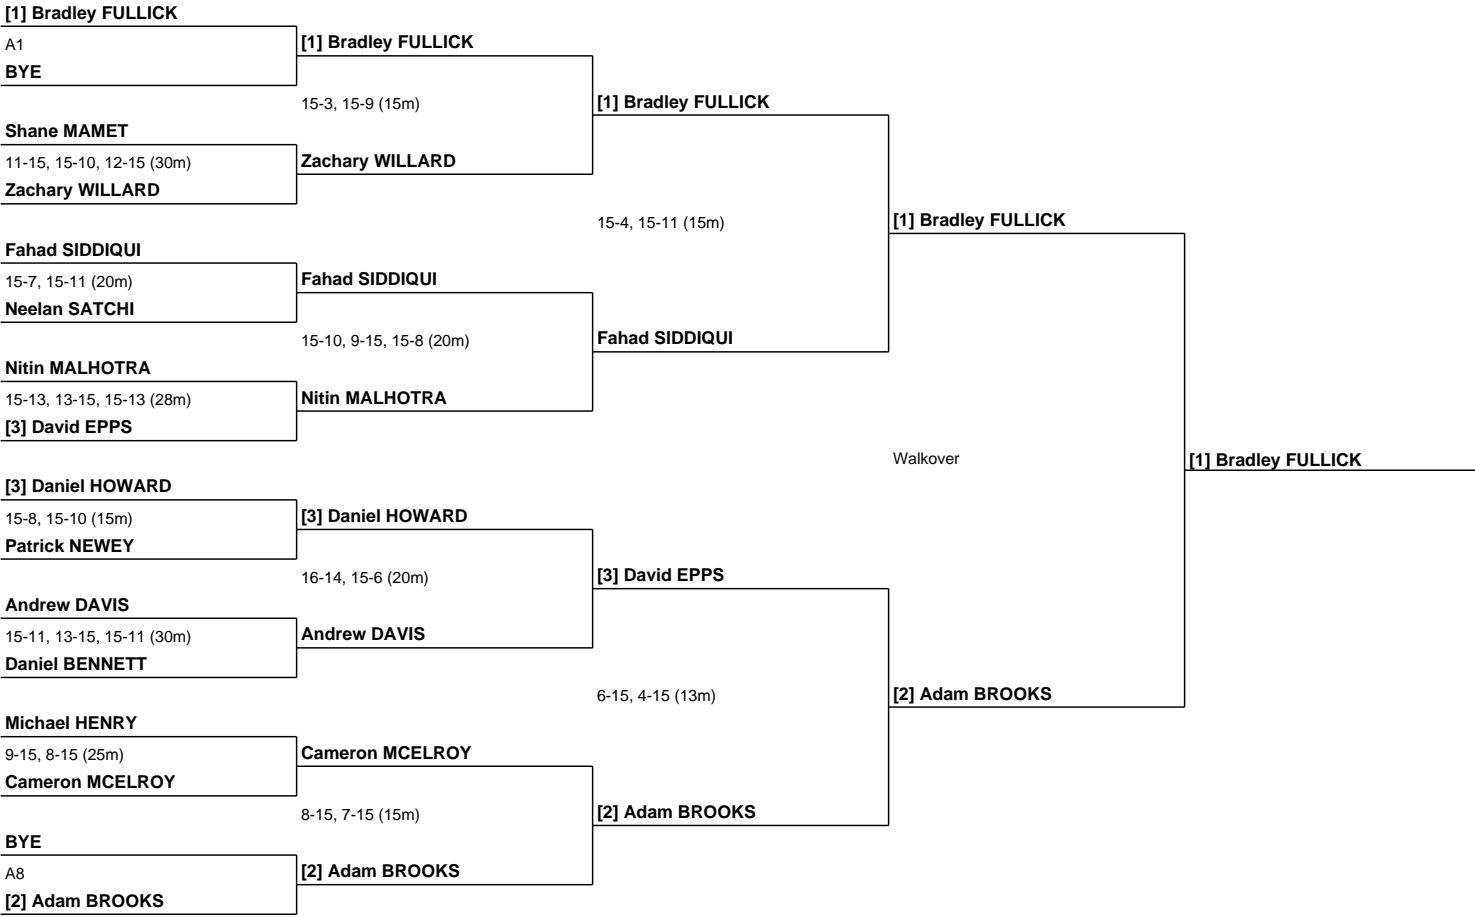 [1] Bradley FULLICK
A1
BYE
[1] Bradley FULLICK
15-3, 15-9 (15m)
[1] Bradley FULLICK
Shane MAMET
11-15, 15-10, 12-15 (30m)
Zachary WILLARD
Zachary WILLARD
15-4, 15-11 (15m)
[1] Bradley FULLICK
Fahad SIDDIQUI
15-7, 15-11 (20m)
Neelan SATCHI
Fahad SIDDIQUI
15-10, 9-15, 15-8 (20m)
Fahad SIDDIQUI
Nitin MALHOTRA
15-13, 13-15, 15-13 (28m)
[3] David EPPS
Nitin MALHOTRA
Walkover
[1] Bradley FULLICK
[3] Daniel HOWARD
15-8, 15-10 (15m)
Patrick NEWEY
[3] Daniel HOWARD
16-14, 15-6 (20m)
[3] David EPPS
Andrew DAVIS
15-11, 13-15, 15-11 (30m)
Daniel BENNETT
Andrew DAVIS
6-15, 4-15 (13m)
[2] Adam BROOKS
Michael HENRY
9-15, 8-15 (25m)
Cameron MCELROY
Cameron MCELROY
8-15, 7-15 (15m)
[2] Adam BROOKS
BYE
A8
[2] Adam BROOKS
[2] Adam BROOKS